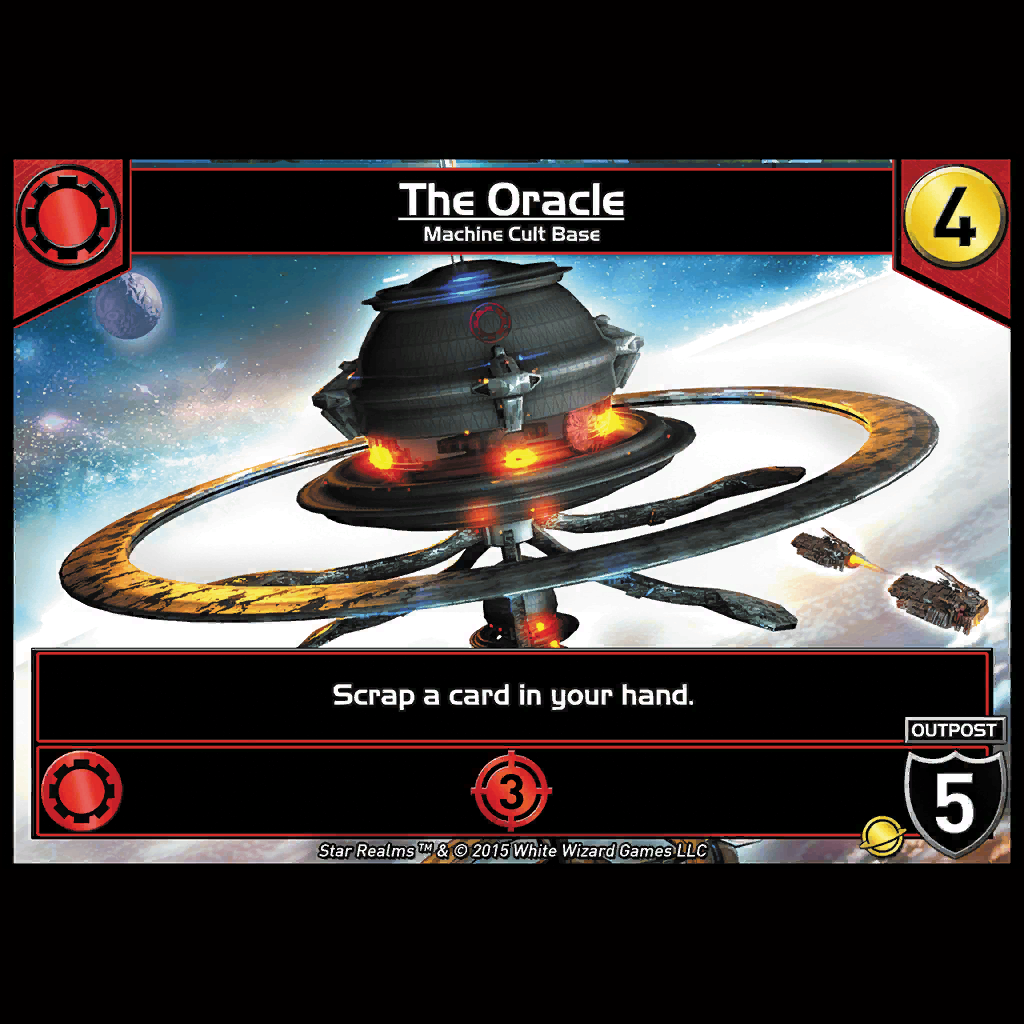 The Oracle
4
Machine Cult Base
Scrap a card in your hand.
OUTPOST
3
5
Star Realms™ & © 2015 White Wizard Games LLC